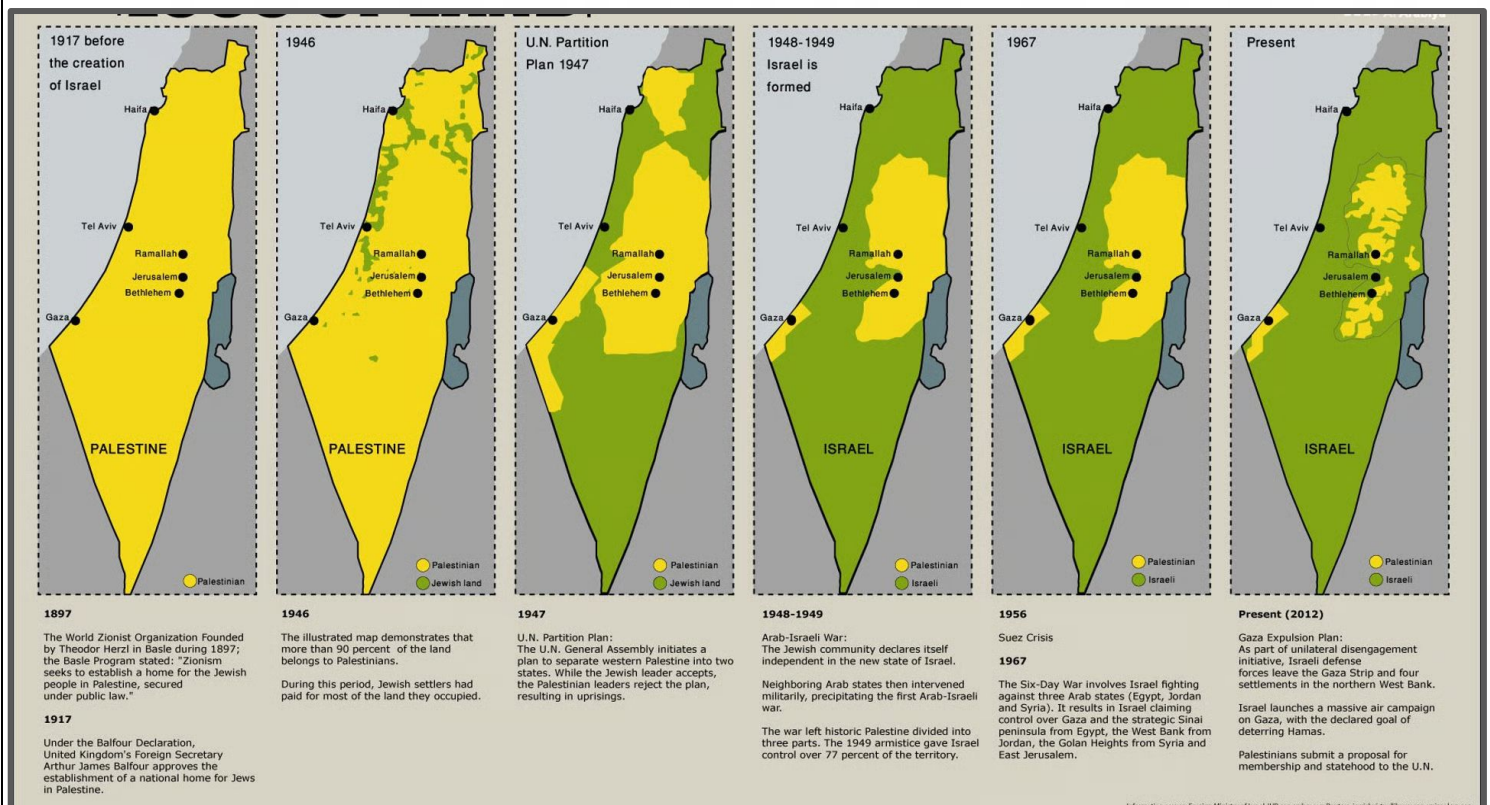 1917 before
the creation
of Israel
Haifa
Tel Aviv
Ramallah
Jerusalem
Bethlehem
Gaza
PALESTINE
Palestinian
1946
Haifa
Tel Aviv
Ramallah
Jerusalem
Bethlehem
Gaza
PALESTINE
Palestinian
Jewish land
U.N. Partition
Plan 1947
Haifa
Tel Aviv
Ramallah
Jerusalem
Bethlehem
Gaza
Palestinian
Jewish land
1948-1949
Israel is
formed
Haifa
Tel Aviv
Ramallah
Jerusalem
Bethlehem
Gaza
ISRAEL
Palestinian
Israeli
1967
Haifa
Tel Aviv
Ramallah
Jerusalem
Bethlehem
Gaza
ISRAEL
Palestinian
Israeli
Present
Haifa
Tel Aviv
Ramallah
Jerusalem
Bethlehem
Gaza
ISRAEL
Palestinian
Israeli
1897
The World Zionist Organization Founded
by Theodor Herzl in Basle during 1897;
the Basle Program stated: "Zionism
seeks to establish a home for the Jewish
people in Palestine, secured
under public law."
1917
Under the Balfour Declaration,
United Kingdom's Foreign Secretary
Arthur James Balfour approves the
establishment of a national home for Jews
in Palestine.
1946
The illustrated map demonstrates that
more than 90 percent of the land
belongs to Palestinians.
During this period, Jewish settlers had
paid for most of the land they occupied.
1947
U.N. Partition Plan:
The U.N. General Assembly initiates a
plan to separate western Palestine into two
states. While the Jewish leader accepts,
the Palestinian leaders reject the plan,
resulting in uprisings.
1948-1949
Arab-Israeli War:
The Jewish community declares itself
independent in the new state of Israel.
Neighboring Arab states then intervened
militarily, precipitating the first Arab-Israeli
war.
The war left historic Palestine divided into
three parts. The 1949 armistice gave Israel
control over 77 percent of the territory.
1956
Suez Crisis
1967
The Six-Day War involves Israel fighting
against three Arab states (Egypt, Jordan
and Syria). It results in Israel claiming
control over Gaza and the strategic Sinai
peninsula from Egypt, the West Bank from
Jordan, the Golan Heights from Syria and
East Jerusalem.
Present (2012)
Gaza Expulsion Plan:
As part of unilateral disengagement
initiative, Israeli defense
forces leave the Gaza Strip and four
settlements in the northern West Bank.
Israel launches a massive air campaign
on Gaza, with the declared goal of
deterring Hamas.
Palestinians submit a proposal for
membership and statehood to the U.N.